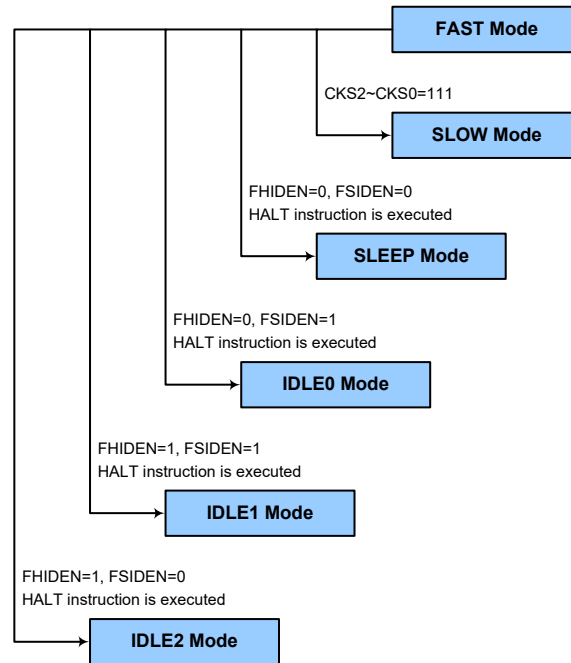 FAST Mode
CKS2~CKS0=111
SLOW Mode
FHIDEN=0, FSIDEN=0
HALT instruction is executed
SLEEP Mode
FHIDEN=0, FSIDEN=1
HALT instruction is executed
IDLE0 Mode
FHIDEN=1, FSIDEN=1
HALT instruction is executed
IDLE1 Mode
FHIDEN=1, FSIDEN=0
HALT instruction is executed
IDLE2 Mode